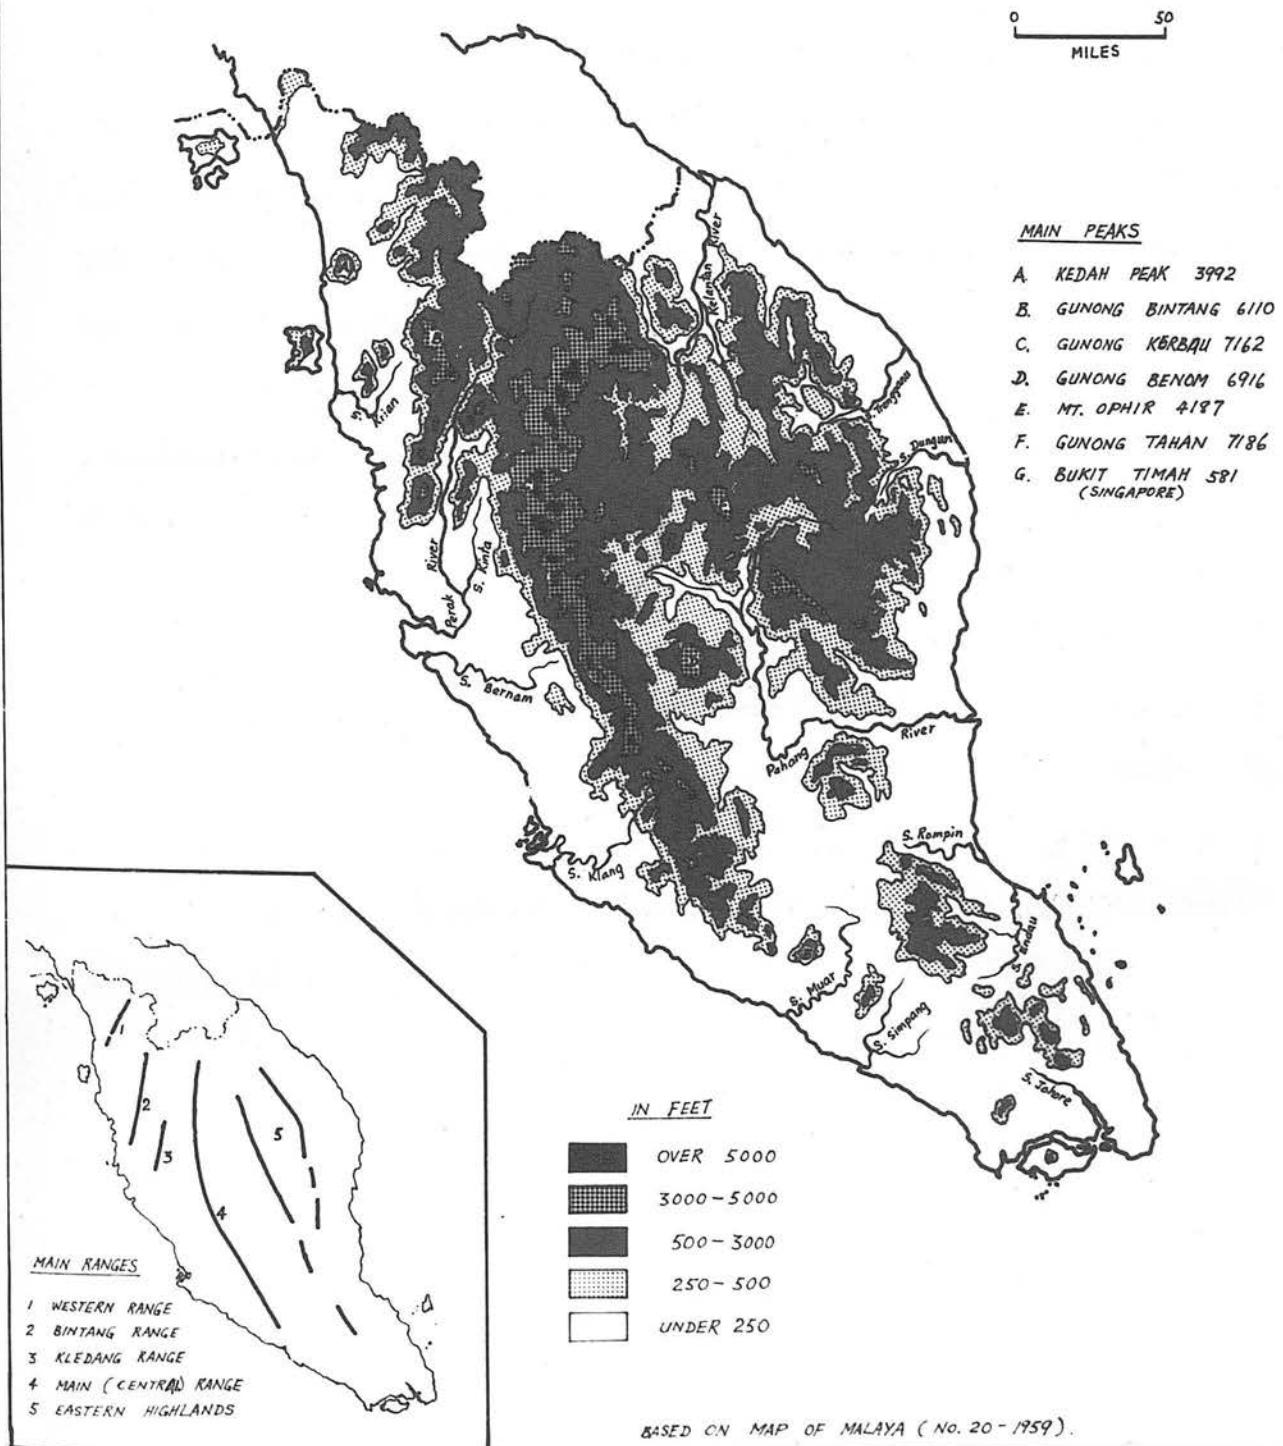 0 50
MILES
MAIN PEAKS
A. KEDAH PEAK 3992
B. GUNONG BINTANG 6110
C. GUNONG KERBAU 7162
D. GUNONG BENOM 6916
E. MT. OPHIR 4187
F. GUNONG TAHAN 7186
G. BUKIT TIMAH 581
(SINGAPORE)
Kelantan River
S. Trengganu
S. Dungun
S. Krian
Perak River
S. Kinta
S. Bernam
Pahang River
S. Rompin
S. Klang
S. Endau
S. Muar
S. Simpang
S. Johore
A
B
IN FEET
OVER 5000
3000-5000
500-3000
250-500
UNDER 250
1
2
3
4
5
MAIN RANGES
1 WESTERN RANGE
2 BINTANG RANGE
3 KLEDANG RANGE
4 MAIN (CENTRAL) RANGE
5 EASTERN HIGHLANDS
BASED ON MAP OF MALAYA (NO. 20-1959).